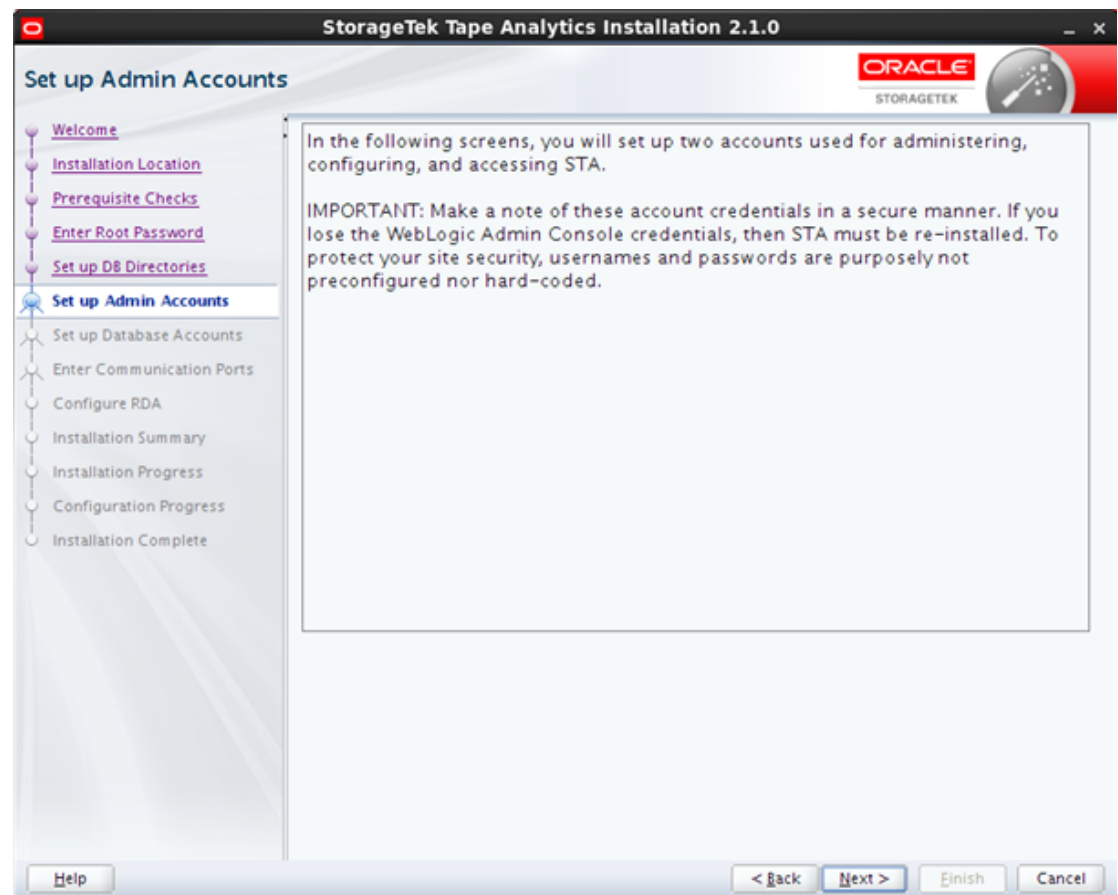 StorageTek Tape Analytics Installation 2.1.0
Set up Admin Accounts
ORACLE
STORAGETEK
Welcome
Installation Location
Prerequisite Checks
Enter Root Password
Set up DB Directories
Set up Admin Accounts
Set up Database Accounts
Enter Communication Ports
Configure RDA
Installation Summary
Installation Progress
Configuration Progress
Installation Complete
In the following screens, you will set up two accounts used for administering,
configuring, and accessing STA.
IMPORTANT: Make a note of these account credentials in a secure manner. If you
lose the WebLogic Admin Console credentials, then STA must be re-installed. To
protect your site security, usernames and passwords are purposely not
preconfigured nor hard-coded.
Help
< Back
Next >
Finish
Cancel